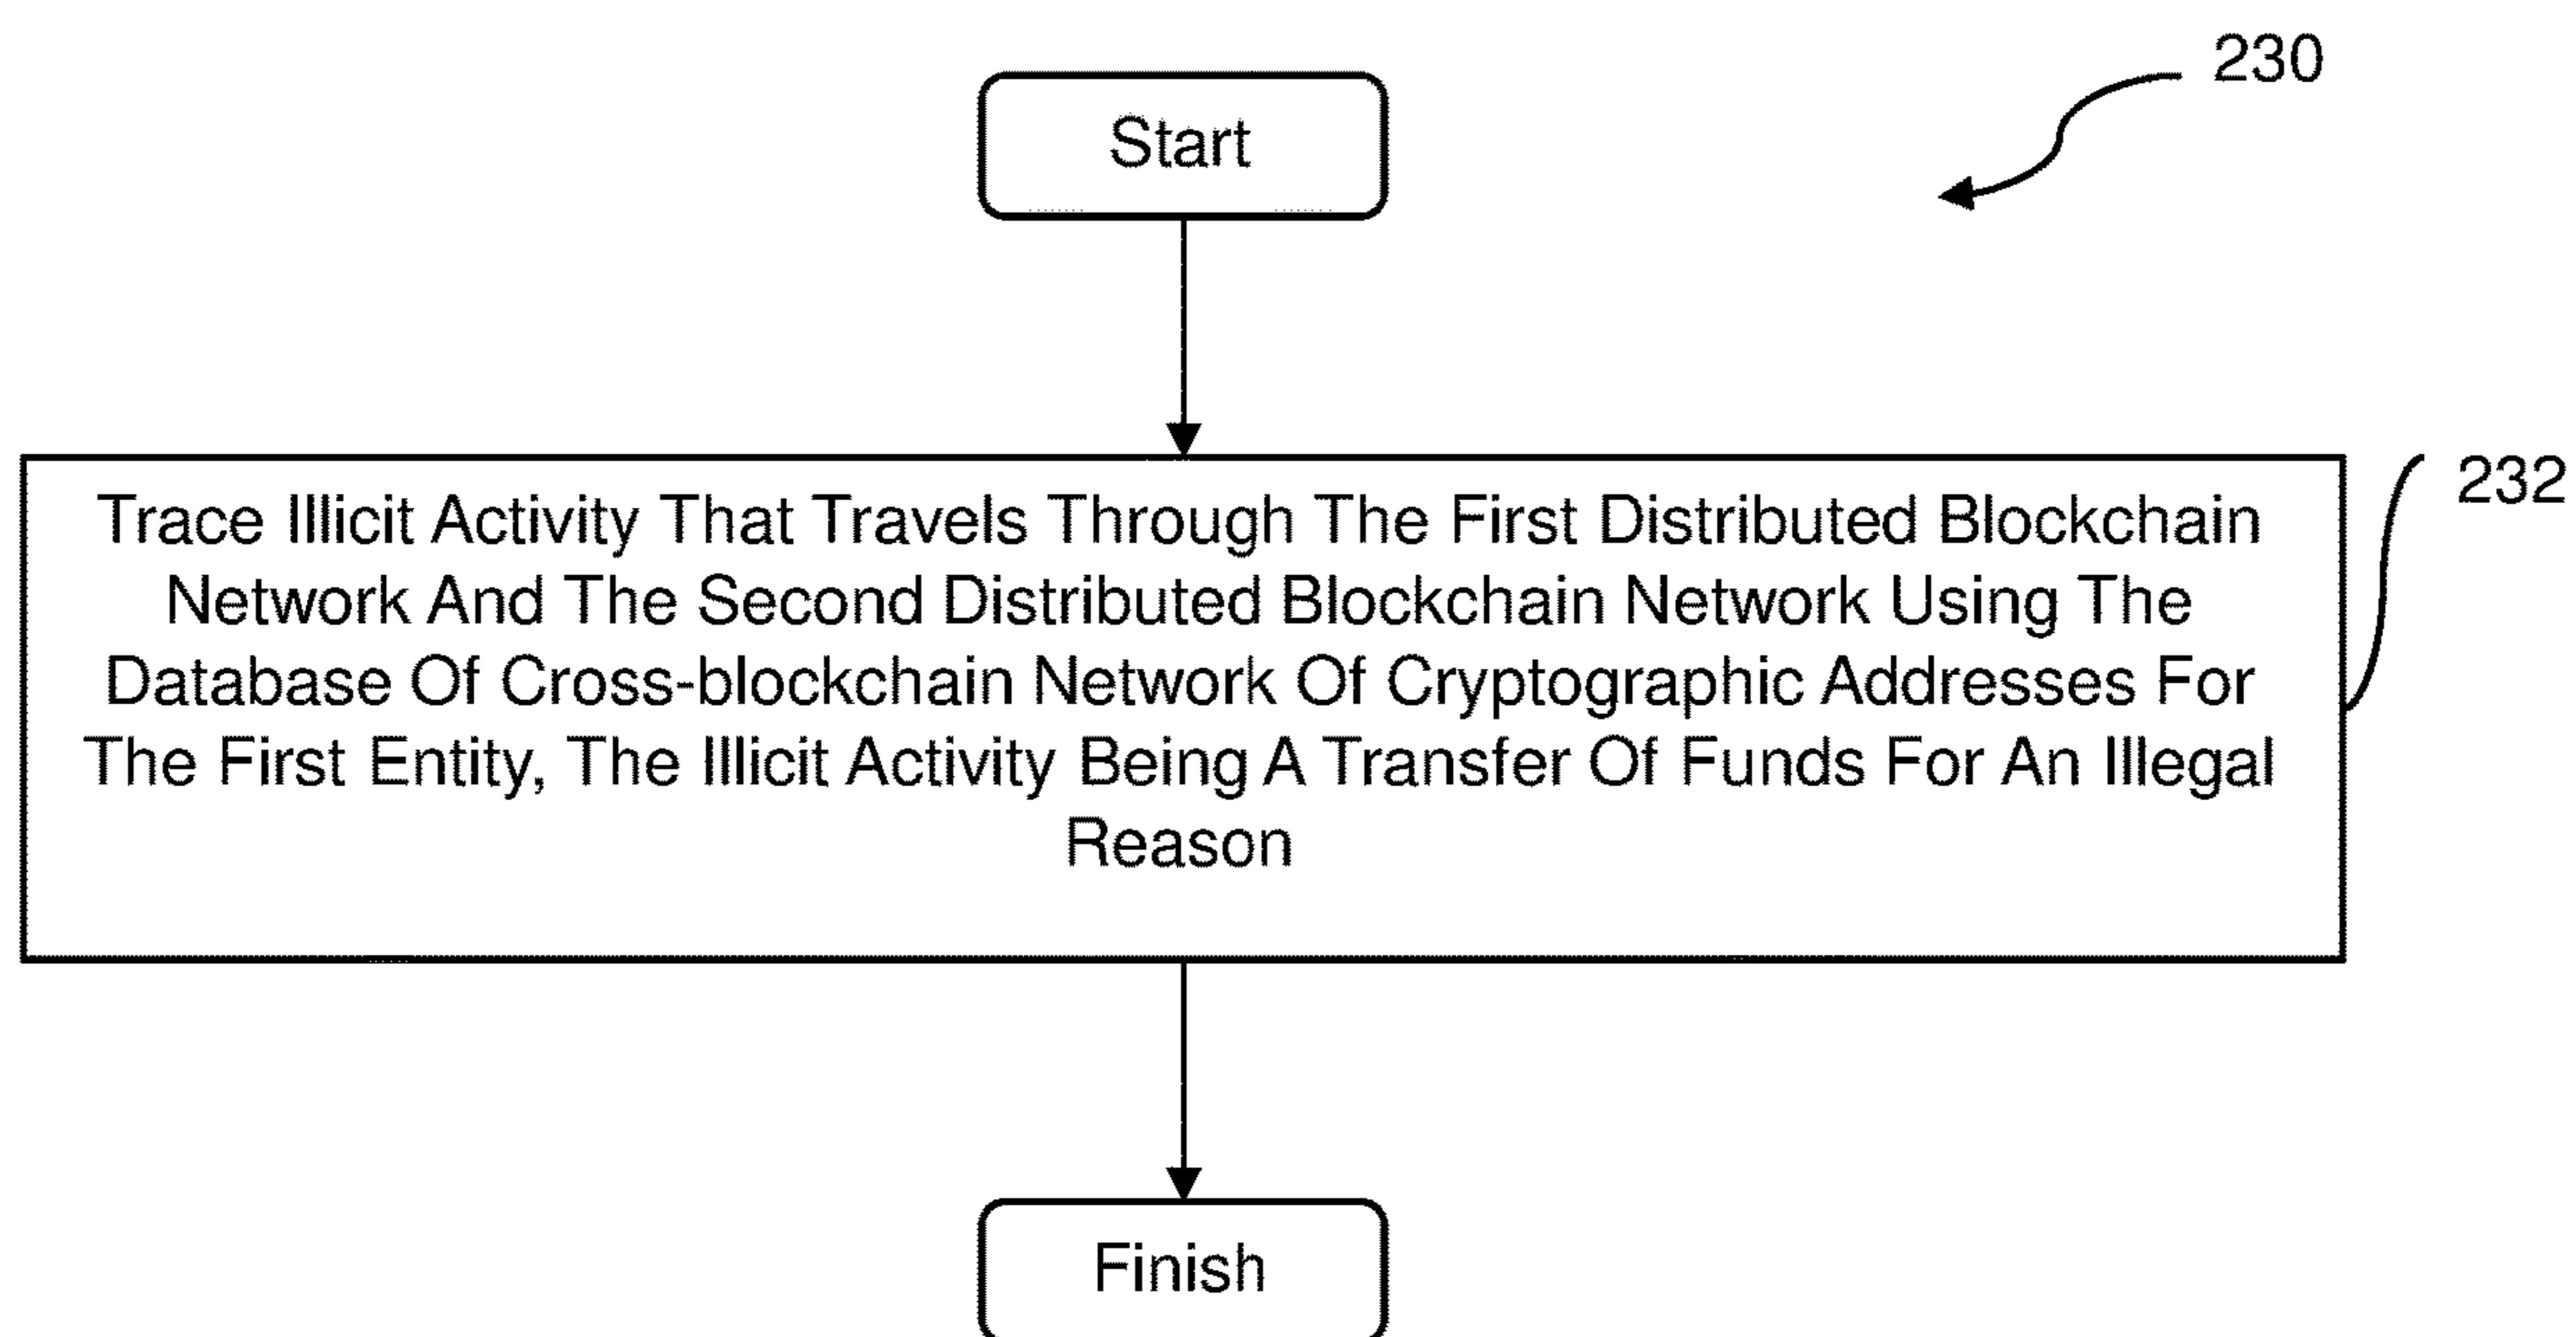 230
Start
232
Trace Illicit Activity That Travels Through The First Distributed Blockchain
Network And The Second Distributed Blockchain Network Using The
Database Of Cross-blockchain Network Of Cryptographic Addresses For
The First Entity, The Illicit Activity Being A Transfer Of Funds For An Illegal
Reason
Finish